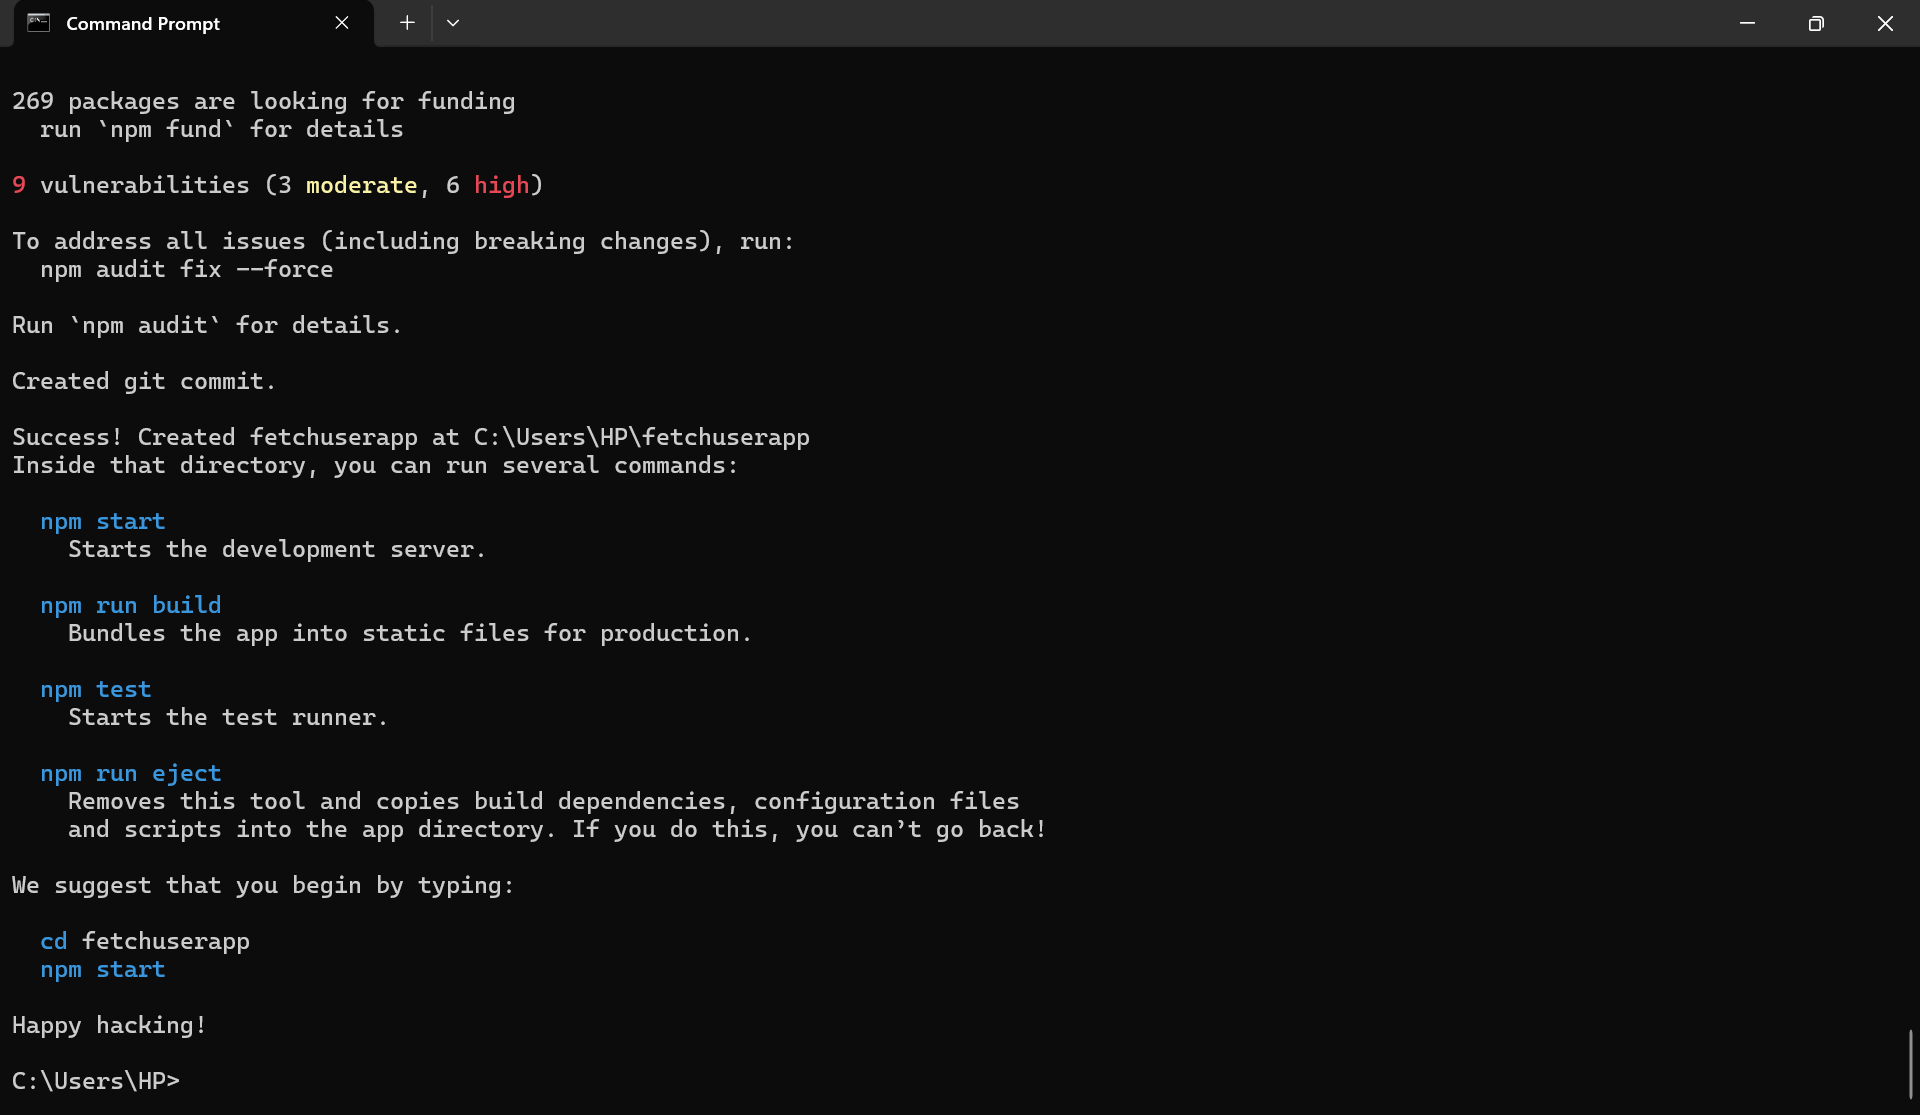 Command Prompt
269 packages are looking for funding
run `npm fund` for details
9 vulnerabilities (3 moderate, 6 high)
To address all issues (including breaking changes), run:
npm audit fix --force
Run `npm audit` for details.
Created git commit.
Success! Created fetchuserapp at C:\Users\HP\fetchuserapp
Inside that directory, you can run several commands:
npm start
Starts the development server.
npm run build
Bundles the app into static files for production.
npm test
Starts the test runner.
npm run eject
Removes this tool and copies build dependencies, configuration files
and scripts into the app directory. If you do this, you can’t go back!
We suggest that you begin by typing:
cd fetchuserapp
npm start
Happy hacking!
C:\Users\HP>